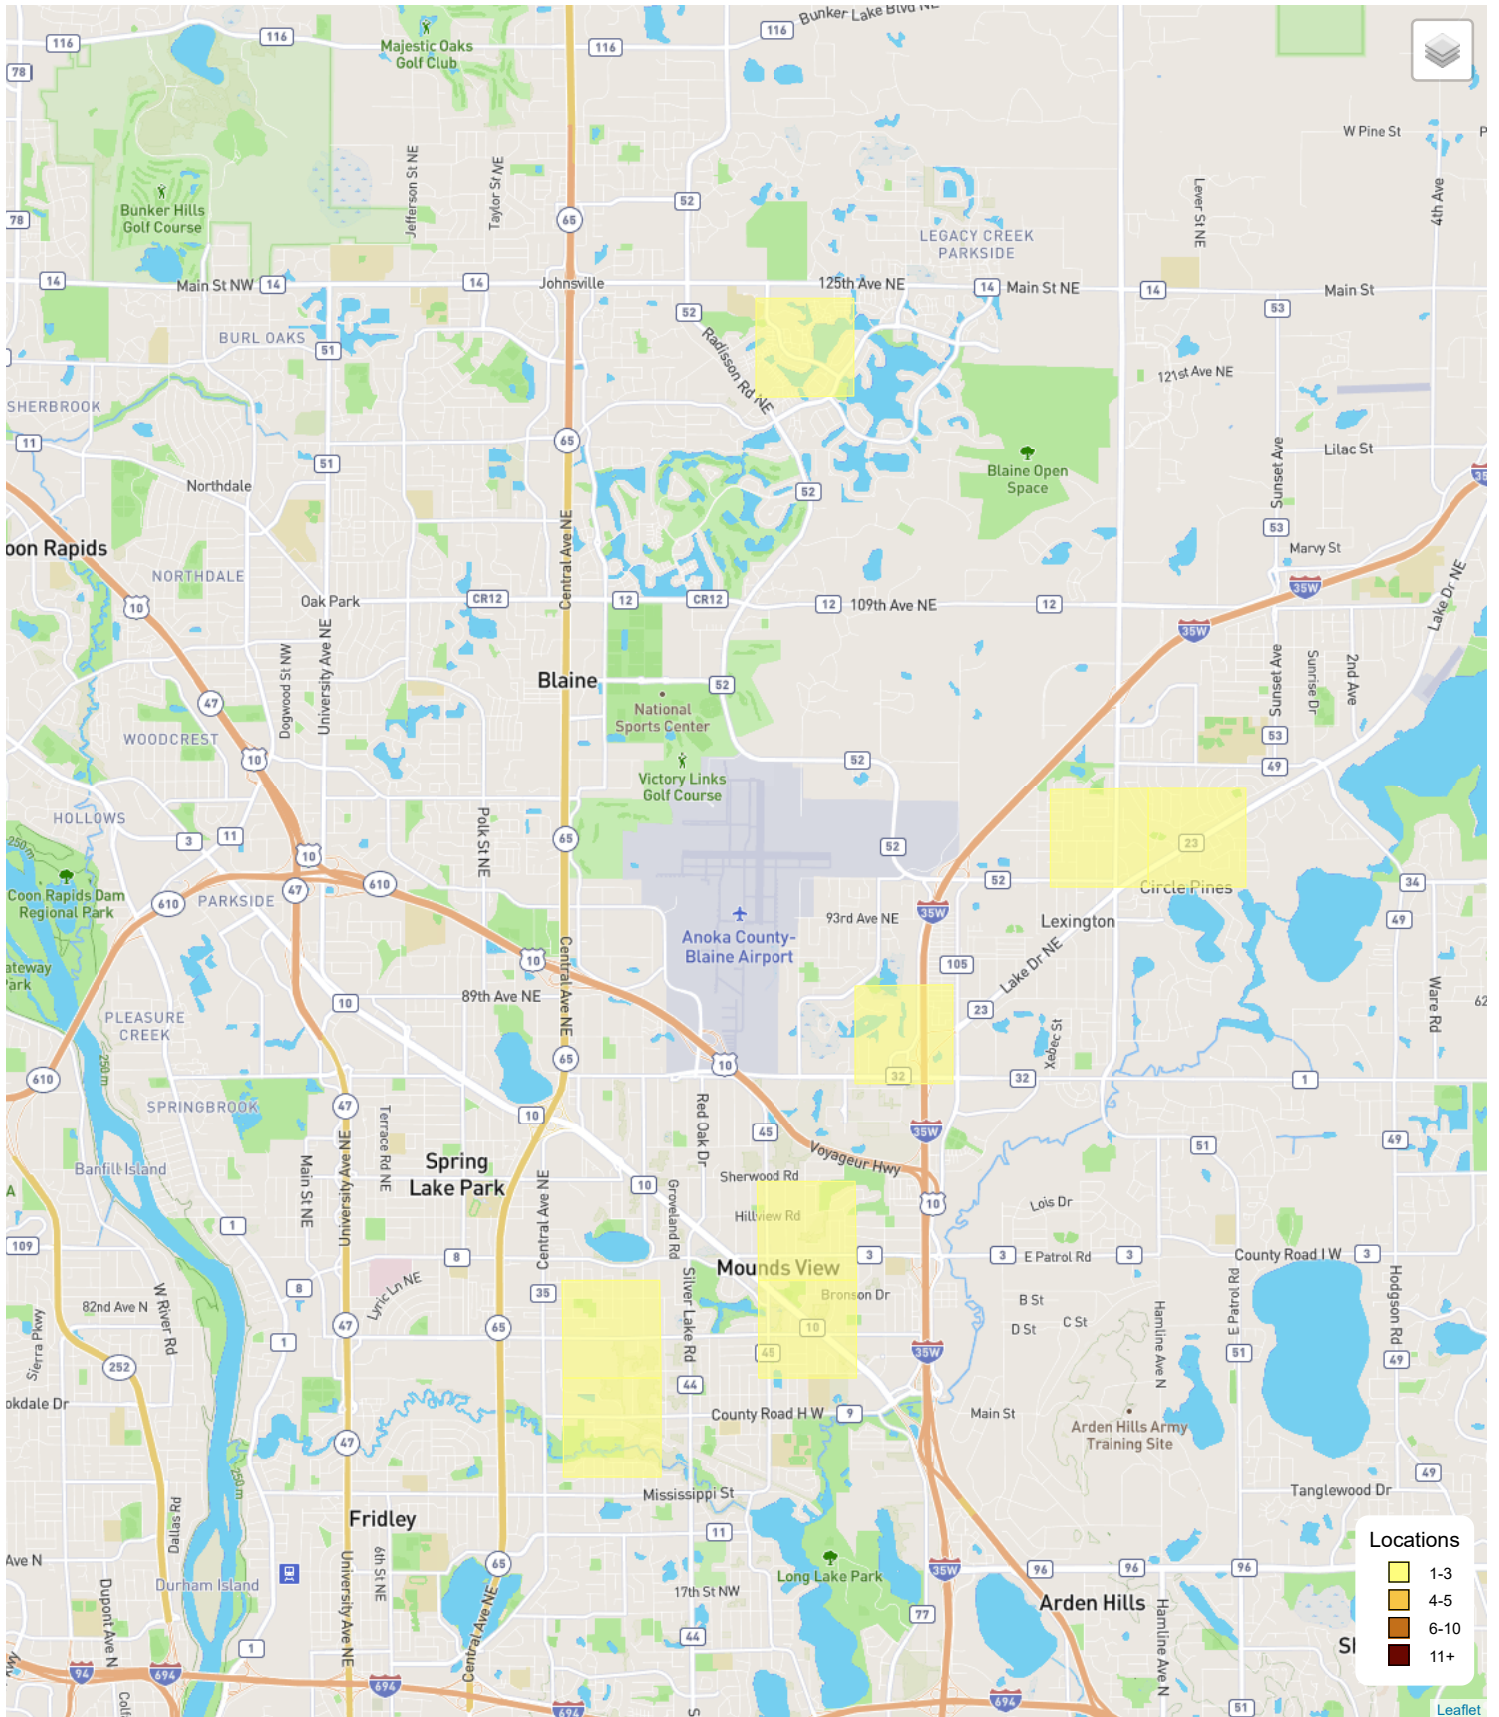 Bunker Lake Blvd NE
116
116
116
116
Majestic Oaks
Golf Club
78
W Pine St
Jefferson St NE
Taylor St NE
Lever St NE
4th Ave
52
Bunker Hills
Golf Course
78
65
LEGACY CREEK
PARKSIDE
14
Main St NW
14
14
Johnsville
125th Ave NE
14
Main St NE
14
Main St
52
53
BURL OAKS
51
Radisson Rd NE
121st Ave NE
SHERBROOK
11
65
Sunset Ave
Lilac St
51
Blaine Open
Space
Northdale
52
35
Central Ave NE
53
oon Rapids
Marvy St
NORTHDALE
35W
Lake Dr NE
10
Oak Park
CR12
12
CR12
12
109th Ave NE
12
35W
University Ave NE
Dogwood St NW
Sunset Ave
Sunrise Dr
2nd Ave
Blaine
52
47
National
Sports Center
WOODCREST
53
10
52
49
Victory Links
Golf Course
HOLLOWS
Polk St NE
3
11
65
52
23
250 m
10
Coon Rapids Dam
Regional Park
47
610
52
Circle Pines
34
610
PARKSIDE
35W
93rd Ave NE
Lexington
49
Anoka County-
Blaine Airport
Central Ave NE
10
105
Lake Dr NE
ateway
Park
89th Ave NE
10
23
Ware Rd
62
PLEASURE
CREEK
Xebec St
250 m
65
10
610
32
32
1
SPRINGBROOK
47
10
Terrace Rd NE
Red Oak Dr
45
35W
51
49
Voyageur Hwy
Banfill Island
Main St NE
University Ave NE
Spring
Lake Park
Central Ave NE
Sherwood Rd
A
10
Groveland Rd
10
Lois Dr
Hillview Rd
1
109
8
3
3
E Patrol Rd
3
County Road I W
3
Mounds View
W River Rd
8
Lyric Ln NE
35
Silver Lake Rd
Bronson Dr
B St
Hamline Ave N
E Patrol Rd
Hodgson Rd
82nd Ave N
Sierra Pkwy
47
65
10
D St
C St
1
45
35W
51
49
252
44
okdale Dr
County Road H W
9
Main St
Arden Hills Army
Training Site
47
250 m
49
Mississippi St
Tanglewood Dr
Dallas Rd
Fridley
11
Locations
1-3
4-5
6-10
11+
Ave N
6th St NE
65
35W
96
96
96
Long Lake Park
Durham Island
Dupont Ave N
University Ave NE
Central Ave NE
17th St NW
77
Arden Hills
Hamline Ave N
1
44
94
694
694
694
694
51
Leaflet